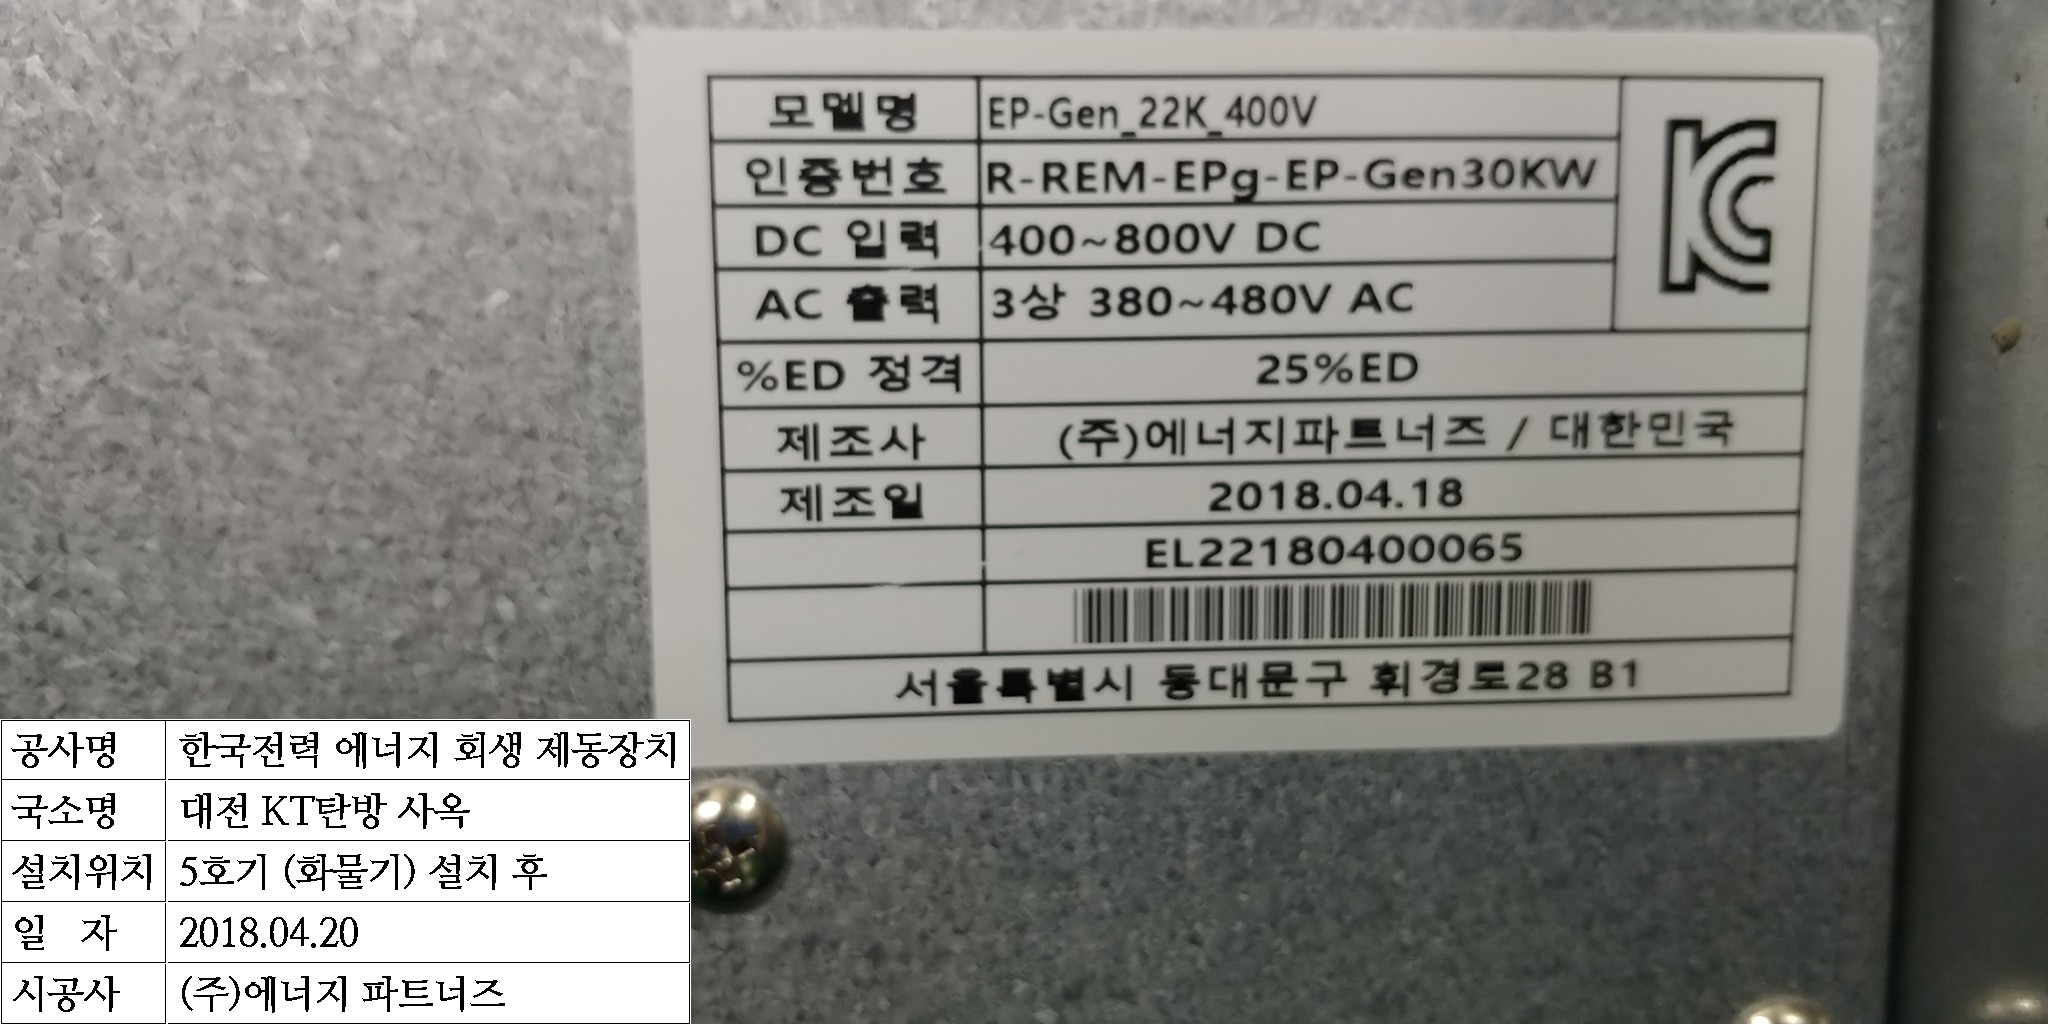 모델명 EP-Gen_22K_400V
인증번호 R-REM-EPg-EP-Gen30KW
DC 입력 400~800V DC
AC 출력 3상 380~480V AC
%ED 정격 25%ED
제조사 (주)에너지파트너즈 / 대한민국
제조일 2018.04.18
EL22180400065
서울특별시 동대문구 휘경로28 B1
공사명 한국전력 에너지 회생 제동장치
국소명 대전 KT탄방 사옥
설치위치 5호기 (화물기) 설치 후
일 자 2018.04.20
시공사 (주)에너지 파트너즈